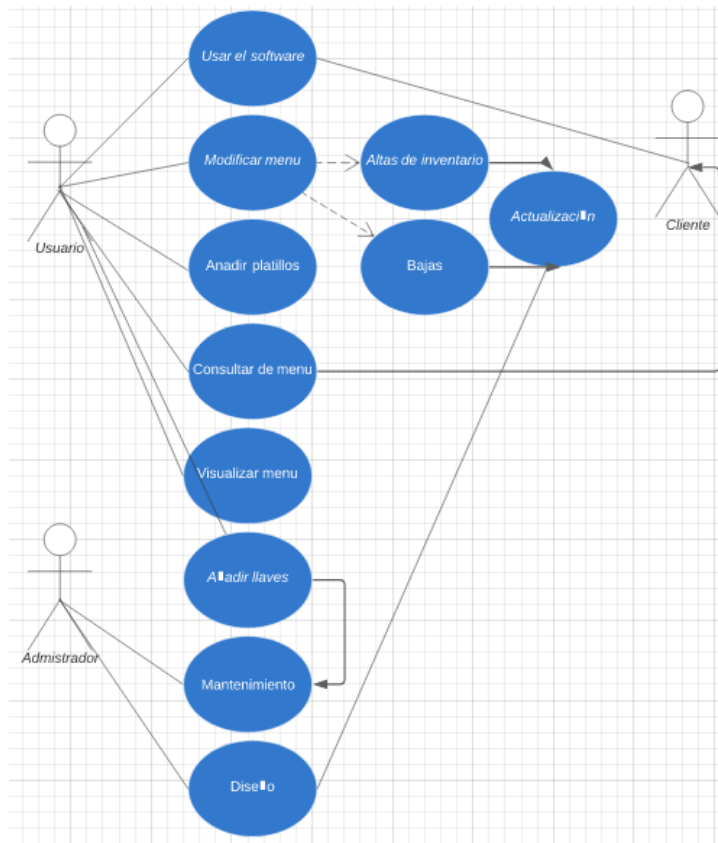 Usar el software
Modificar menu
Altas de inventario
Actualizaci▮n
Usuario
Cliente
Anadir platillos
Bajas
Consultar de menu
Visualizar menu
A▮adir llaves
Admistrador
Mantenimiento
Dise▮o